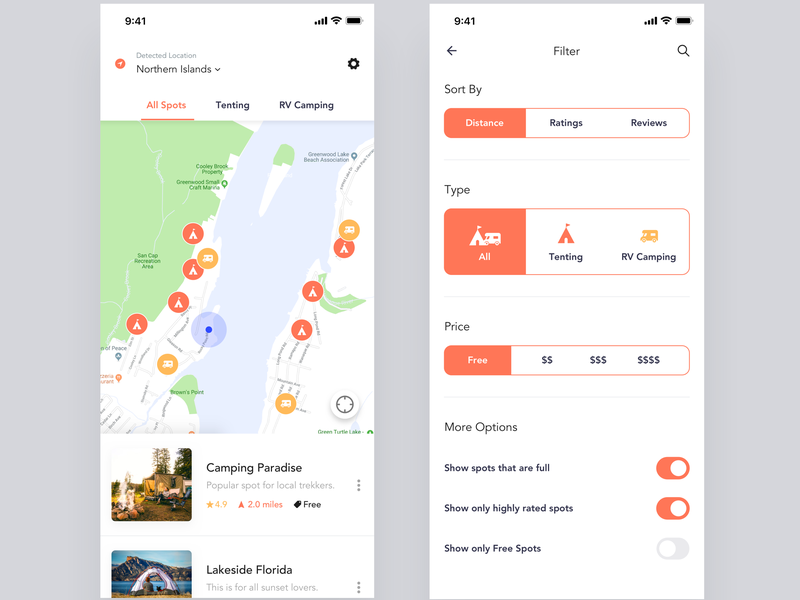 9:41
Detected Location
Northern Islands
All Spots
Tenting
RV Camping
Cooley Brook
Property
Greenwood Small
Craft Marina
Greenwood Lake
Beach Association
San Cap
Recreation
Area
n of Peace
zzeria
urant
Brown's Point
Green Turtle Lake
Camping Paradise
Popular spot for local trekkers.
4.9
2.0 miles
Free
Lakeside Florida
This is for all sunset lovers.
9:41
Filter
Sort By
Distance
Ratings
Reviews
Type
All
Tenting
RV Camping
Price
Free
$$
$$$
$$$$
More Options
Show spots that are full
Show only highly rated spots
Show only Free Spots